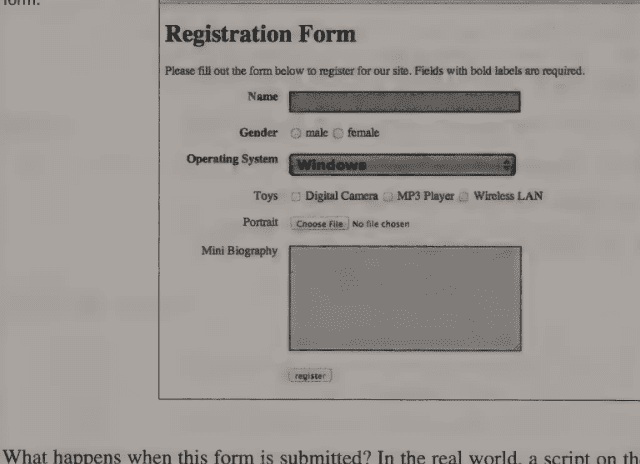 form.
Registration Form
Please fill out the form below to register for our site. Fields with bold labels are required.
Name
Gender male female
Operating System Windows
Toys Digital Camera MP3 Player Wireless LAN
Portrait Choose File No file chosen
Mini Biography
register
What happens when this form is submitted? In the real world, a script on th